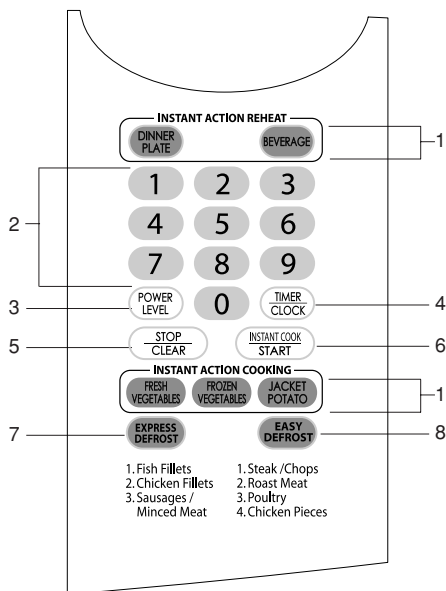 INSTANT ACTION REHEAT
DINNER
PLATE
BEVERAGE
1
1 2 3
2
4 5 6
7 8 9
3
POWER
LEVEL
0
TIMER
CLOCK
4
5
STOP
CLEAR
INSTANT COOK
START
6
INSTANT ACTION COOKING
FRESH
VEGETABLES
FROZEN
VEGETABLES
JACKET
POTATO
1
7
EXPRESS
DEFROST
EASY
DEFROST
8
1. Fish Fillets
2. Chicken Fillets
3. Sausages /
Minced Meat
1. Steak /Chops
2. Roast Meat
3. Poultry
4. Chicken Pieces